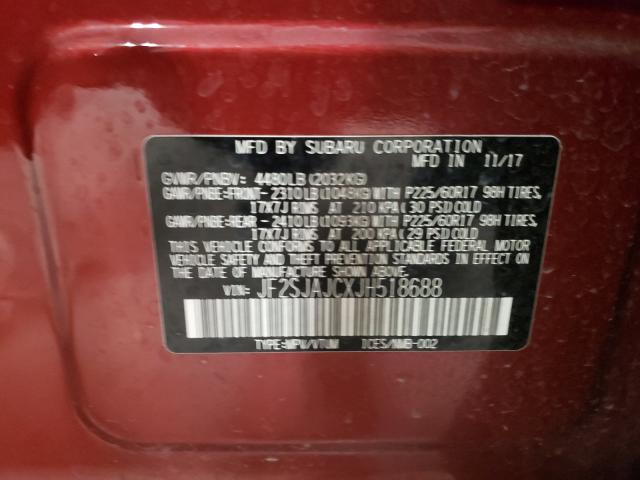 MFD BY SUBARU CORPORATION
MFD IN 11/17
GVWR/PNBV: 4480LB(2032KG)
GAWR/PNBE:FRONT-2310LB(1048KG)WITH P225/60R17 98H TIRES,
17X7J RIMS AT 210 KPA(30 PSI)COLD
GAWR/PNBE:REAR -2410LB(1093KG)WITH P225/60R17 98H TIRES,
17X7J RIMS AT 200 KPA(29 PSI)COLD
THIS VEHICLE CONFORMS TO ALL APPLICABLE FEDERAL MOTOR
VEHICLE SAFETY AND THEFT PREVENTION STANDARDS IN EFFECT
ON THE DATE OF MANUFACTURE SHOWN ABOVE.
VIN: JF2SJAJCXJH518688
TYPE:MPV/VTUM ICES/NMB-002